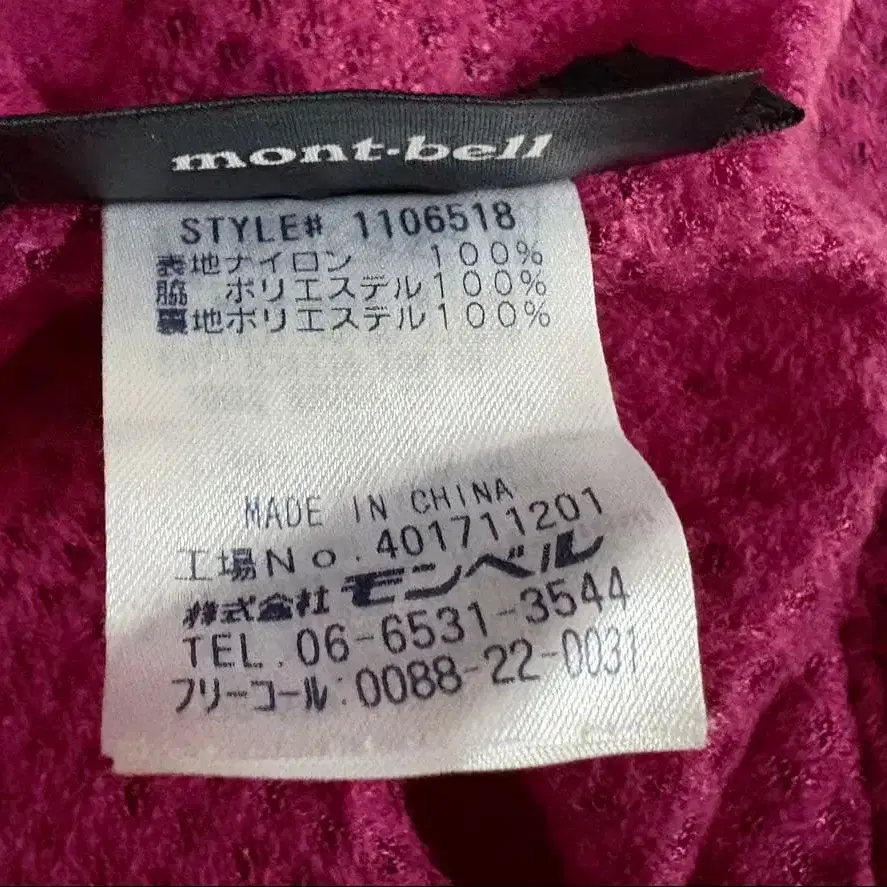 mont-bell
STYLE# 1106518
表地ナイロン 100%
脇 ポリエステル100%
裏地ポリエステル100%
MADE IN CHINA
工場No.401711201
株式会社モンベル
TEL.06-6531-3544
フリーコール:0088-22-0031